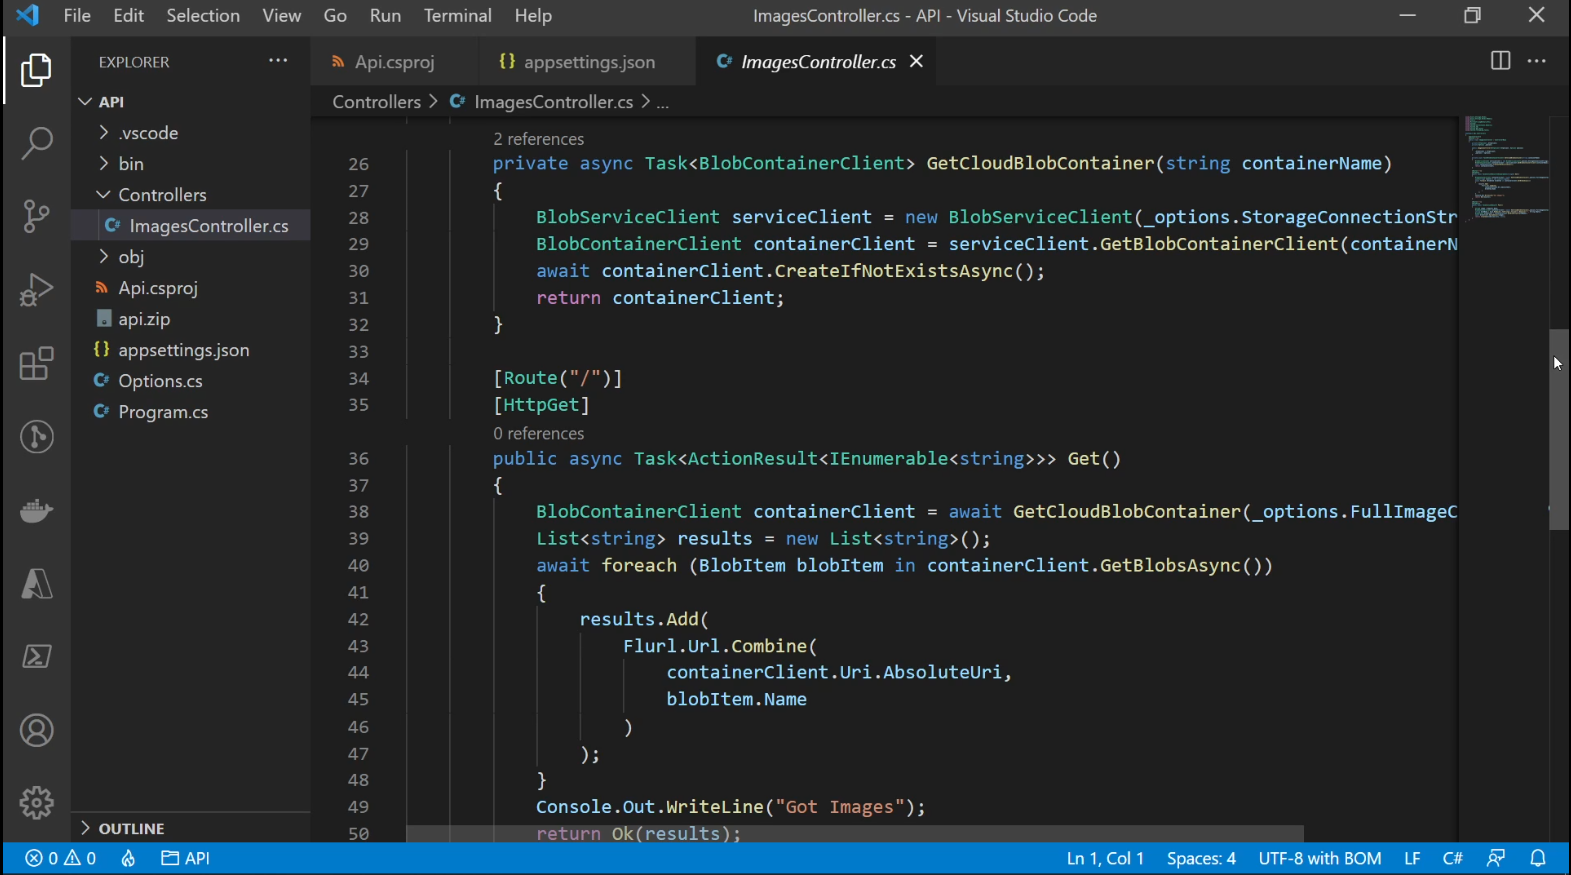 File Edit Selection View Go Run Terminal Help
ImagesController.cs - API - Visual Studio Code
EXPLORER
API
.vscode
bin
Controllers
C# ImagesController.cs
obj
Api.csproj
api.zip
{} appsettings.json
C# Options.cs
C# Program.cs
OUTLINE
Api.csproj
{} appsettings.json
C# ImagesController.cs
Controllers > C# ImagesController.cs > ...
2 references
26 private async Task<BlobContainerClient> GetCloudBlobContainer(string containerName)
27 {
28 BlobServiceClient serviceClient = new BlobServiceClient(_options.StorageConnectionStr
29 BlobContainerClient containerClient = serviceClient.GetBlobContainerClient(containerN
30 await containerClient.CreateIfNotExistsAsync();
31 return containerClient;
32 }
33
34 [Route("/")]
35 [HttpGet]
0 references
36 public async Task<ActionResult<IEnumerable<string>>> Get()
37 {
38 BlobContainerClient containerClient = await GetCloudBlobContainer(_options.FullImageC
39 List<string> results = new List<string>();
40 await foreach (BlobItem blobItem in containerClient.GetBlobsAsync())
41 {
42 results.Add(
43 Flurl.Url.Combine(
44 containerClient.Uri.AbsoluteUri,
45 blobItem.Name
46 )
47 );
48 }
49 Console.Out.WriteLine("Got Images");
50 return Ok(results);
0 0 API
Ln 1, Col 1 Spaces: 4 UTF-8 with BOM LF C#